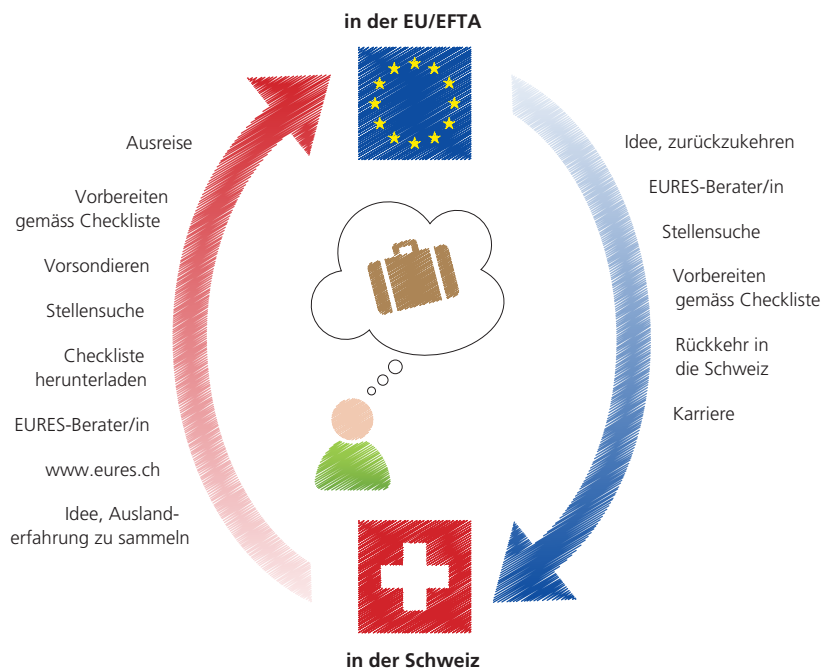 in der EU/EFTA
Ausreise
Vorbereiten
gemäss Checkliste
Vorsondieren
Stellensuche
Checkliste
herunterladen
EURES-Berater/in
www.eures.ch
Idee, Ausland-
erfahrung zu sammeln
Idee, zurückzukehren
EURES-Berater/in
Stellensuche
Vorbereiten
gemäss Checkliste
Rückkehr in
die Schweiz
Karriere
in der Schweiz